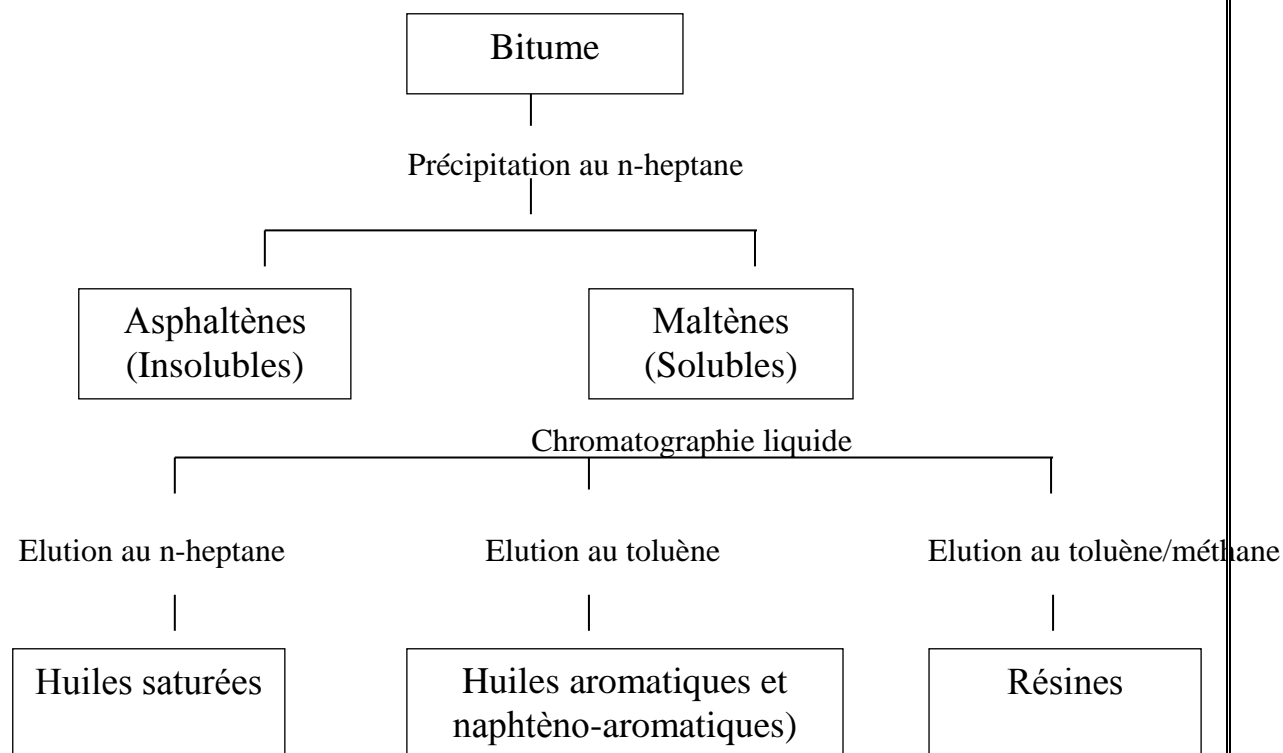 Bitume
Précipitation au n-heptane
Asphaltènes
(Insolubles)
Maltènes
(Solubles)
Chromatographie liquide
Elution au n-heptane
Elution au toluène
Elution au toluène/méthane
Huiles saturées
Huiles aromatiques et
naphtèno-aromatiques)
Résines